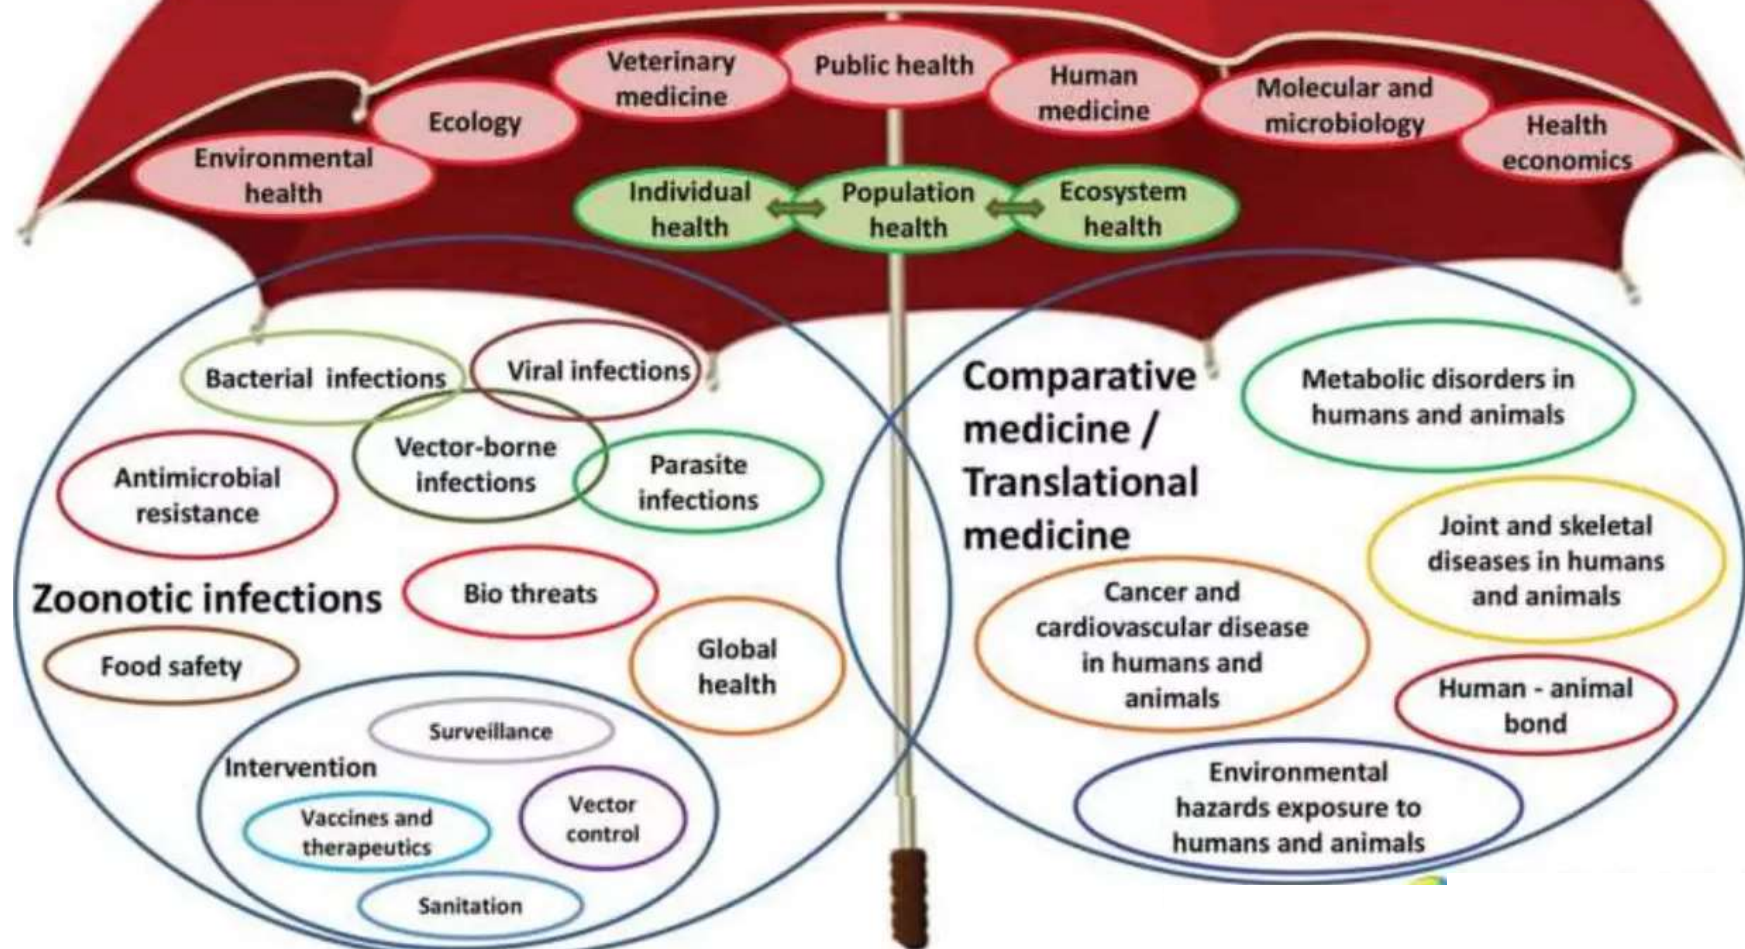 Public health
Veterinary
medicine
Human
medicine
Molecular and
microbiology
Ecology
Health
economics
Environmental
health
Individual
health
Population
health
Ecosystem
health
Bacterial infections
Viral infections
Vector-borne
infections
Parasite
infections
Antimicrobial
resistance
Zoonotic infections
Bio threats
Food safety
Global
health
Surveillance
Intervention
Vaccines and
therapeutics
Vector
control
Sanitation
Comparative
medicine /
Translational
medicine
Metabolic disorders in
humans and animals
Joint and skeletal
diseases in humans
and animals
Cancer and
cardiovascular disease
in humans and
animals
Human - animal
bond
Environmental
hazards exposure to
humans and animals